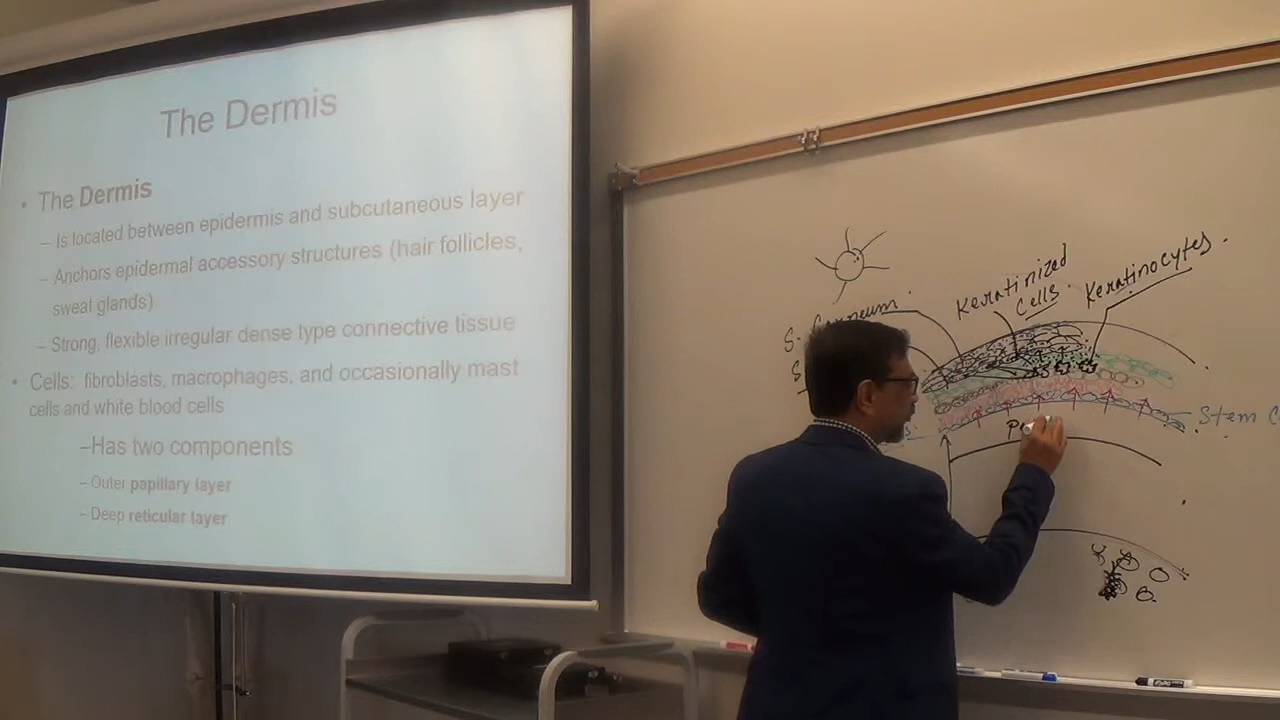 The Dermis
• The Dermis
– Is located between epidermis and subcutaneous layer
– Anchors epidermal accessory structures (hair follicles,
sweat glands)
– Strong, flexible irregular dense type connective tissue
• Cells: fibroblasts, macrophages, and occasionally mast
cells and white blood cells
–Has two components
– Outer papillary layer
– Deep reticular layer
Keratinized
Cells.
Keratinocytes.
S.
S
Stem C
P